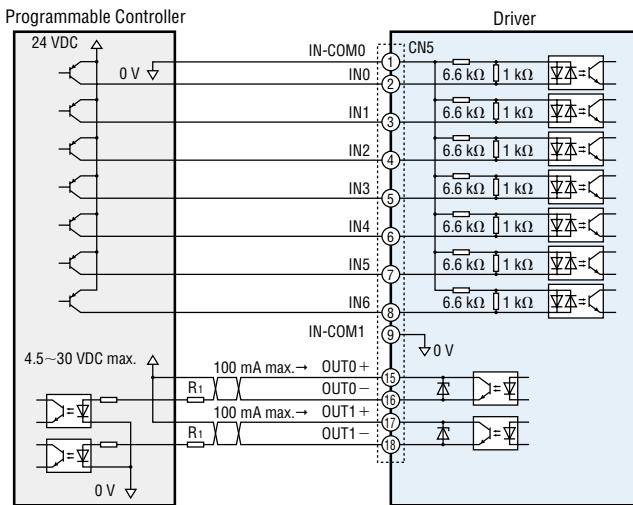 Programmable Controller
Driver
24 VDC
0 V
IN-COM0
CN5
1
IN0
2
6.6 kΩ
1 kΩ
IN1
3
6.6 kΩ
1 kΩ
IN2
4
6.6 kΩ
1 kΩ
IN3
5
6.6 kΩ
1 kΩ
IN4
6
6.6 kΩ
1 kΩ
IN5
7
6.6 kΩ
1 kΩ
IN6
8
6.6 kΩ
1 kΩ
IN-COM1
9
0 V
4.5~30 VDC max.
100 mA max.→
OUT0+
15
R1
OUT0−
16
100 mA max.→
OUT1+
17
R1
OUT1−
18
0 V